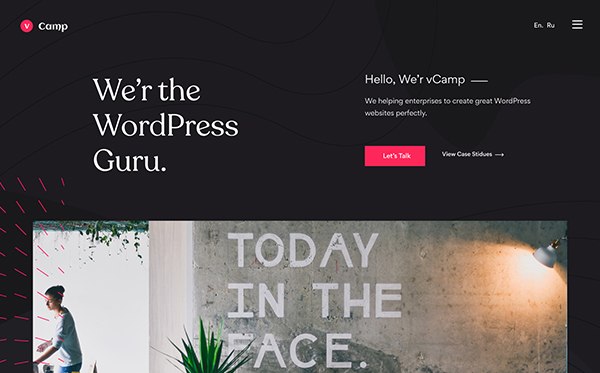 v Camp
En. Ru
We'r the
WordPress
Guru.
Hello, We'r vCamp
We helping enterprises to create great WordPress
websites perfectly.
Let's Talk
View Case Stidues
TODAY
IN THE
FACE.